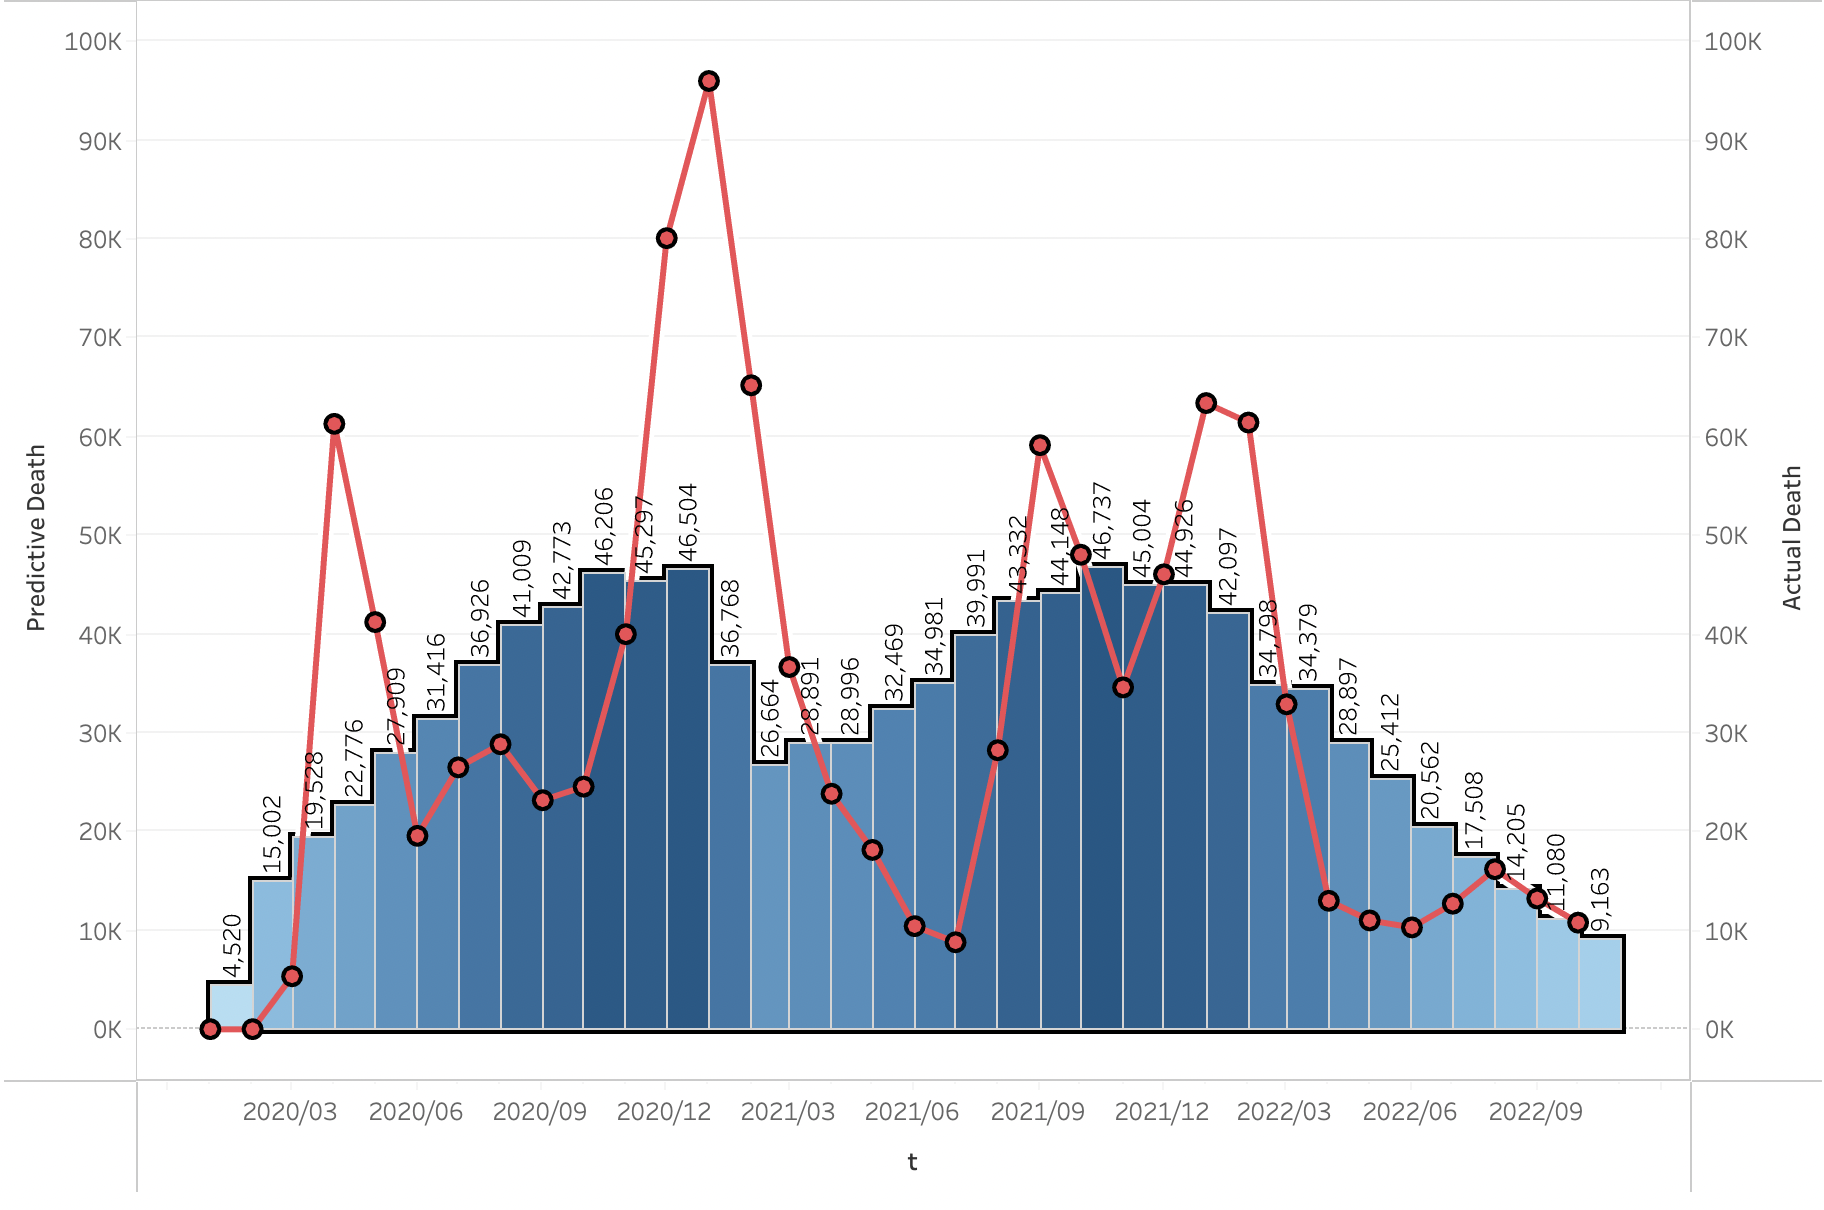 100K
90K
80K
70K
60K
50K
40K
30K
20K
10K
0K
Predictive Death
4,520
15,002
19,528
22,776
27,909
31,416
36,926
41,009
42,773
46,206
45,297
46,504
36,768
26,664
28,891
28,996
32,469
34,981
39,991
43,332
44,148
46,737
45,004
44,926
42,097
34,798
34,379
28,897
25,412
20,562
17,508
14,205
11,080
9,163
100K
90K
80K
70K
60K
50K
40K
30K
20K
10K
0K
Actual Death
2020/03 2020/06 2020/09 2020/12 2021/03 2021/06 2021/09 2021/12 2022/03 2022/06 2022/09
t